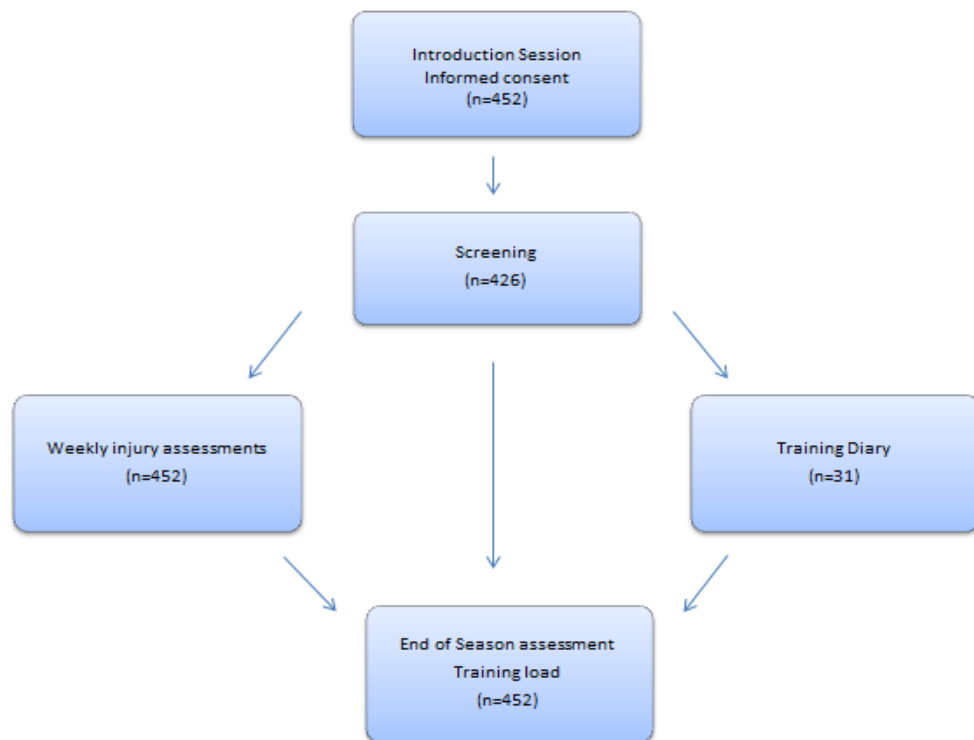 Introduction Session
Informed consent
(n=452)
Screening
(n=426)
Weekly injury assessments
(n=452)
Training Diary
(n=31)
End of Season assessment
Training load
(n=452)